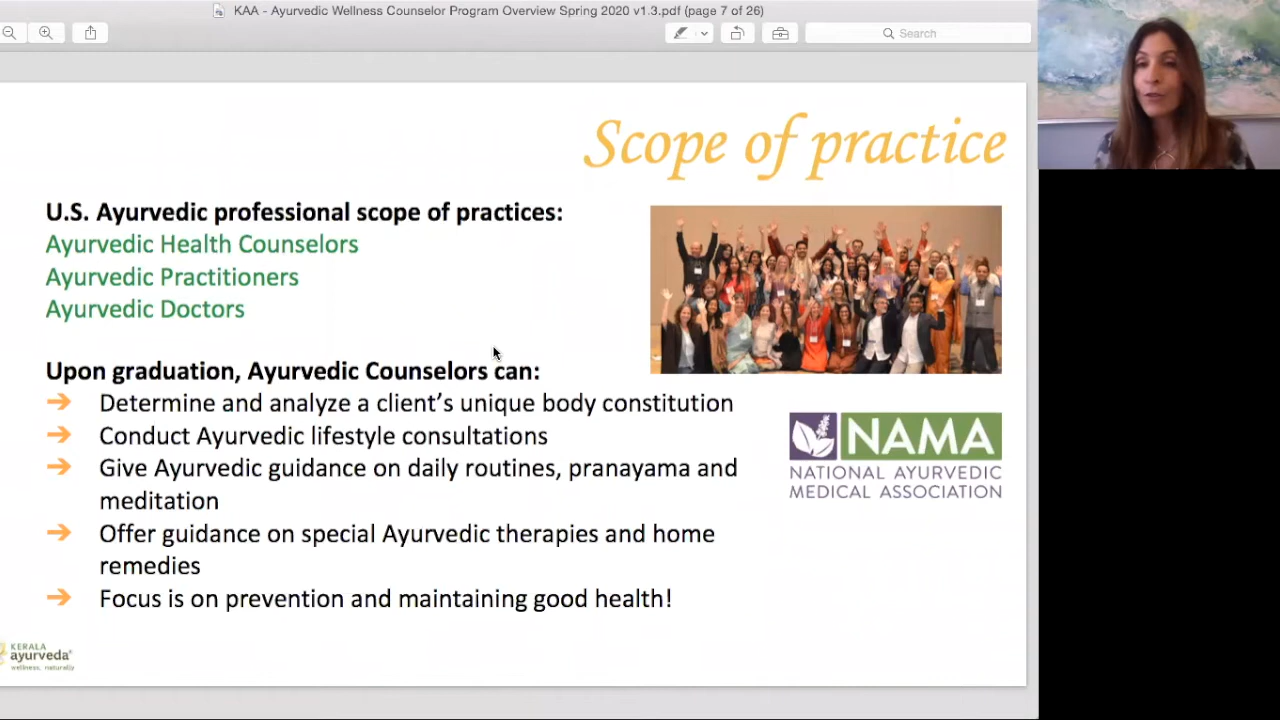 KAA - Ayurvedic Wellness Counselor Program Overview Spring 2020 v1.3.pdf (page 7 of 26)
Search
Scope of practice
U.S. Ayurvedic professional scope of practices:
Ayurvedic Health Counselors
Ayurvedic Practitioners
Ayurvedic Doctors
Upon graduation, Ayurvedic Counselors can:
➔ Determine and analyze a client’s unique body constitution
➔ Conduct Ayurvedic lifestyle consultations
➔ Give Ayurvedic guidance on daily routines, pranayama and
meditation
➔ Offer guidance on special Ayurvedic therapies and home
remedies
➔ Focus is on prevention and maintaining good health!
NAMA
NATIONAL AYURVEDIC
MEDICAL ASSOCIATION
KERALA
ayurveda®
wellness, naturally